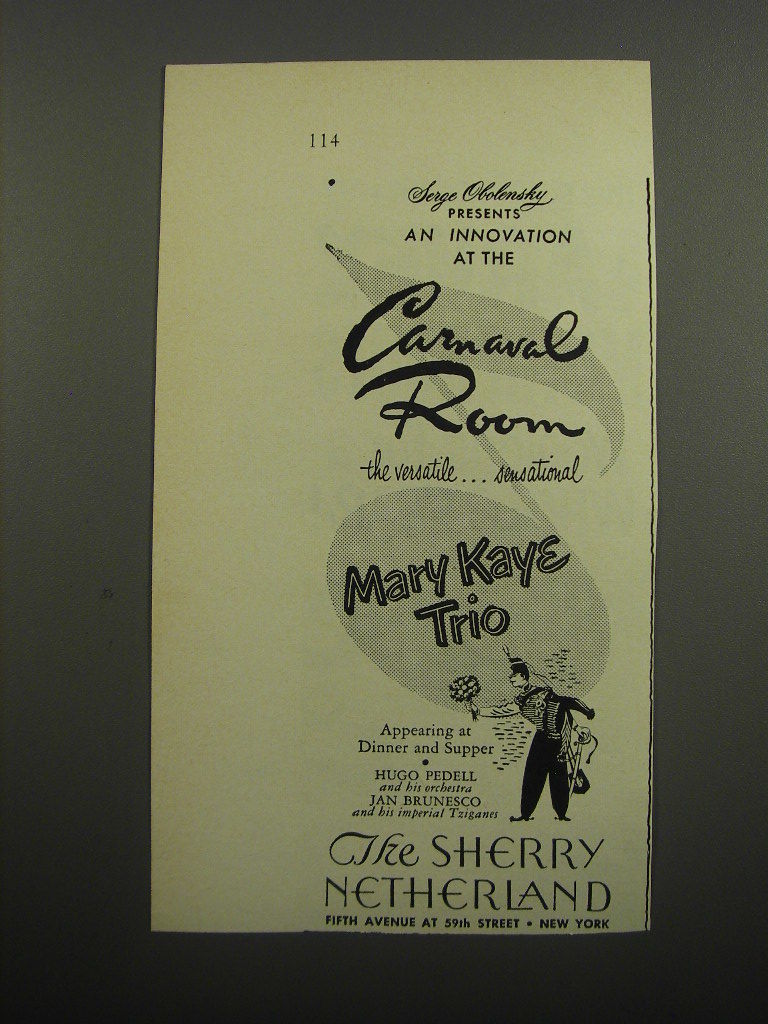 114
Serge Obolensky
PRESENTS
AN INNOVATION
AT THE
Carnaval
Room
the versatile... sensational
Mary Kaye
Trio
Appearing at
Dinner and Supper
•
HUGO PEDELL
and his orchestra
JAN BRUNESCO
and his imperial Tziganes
The SHERRY
NETHERLAND
FIFTH AVENUE AT 59th STREET • NEW YORK